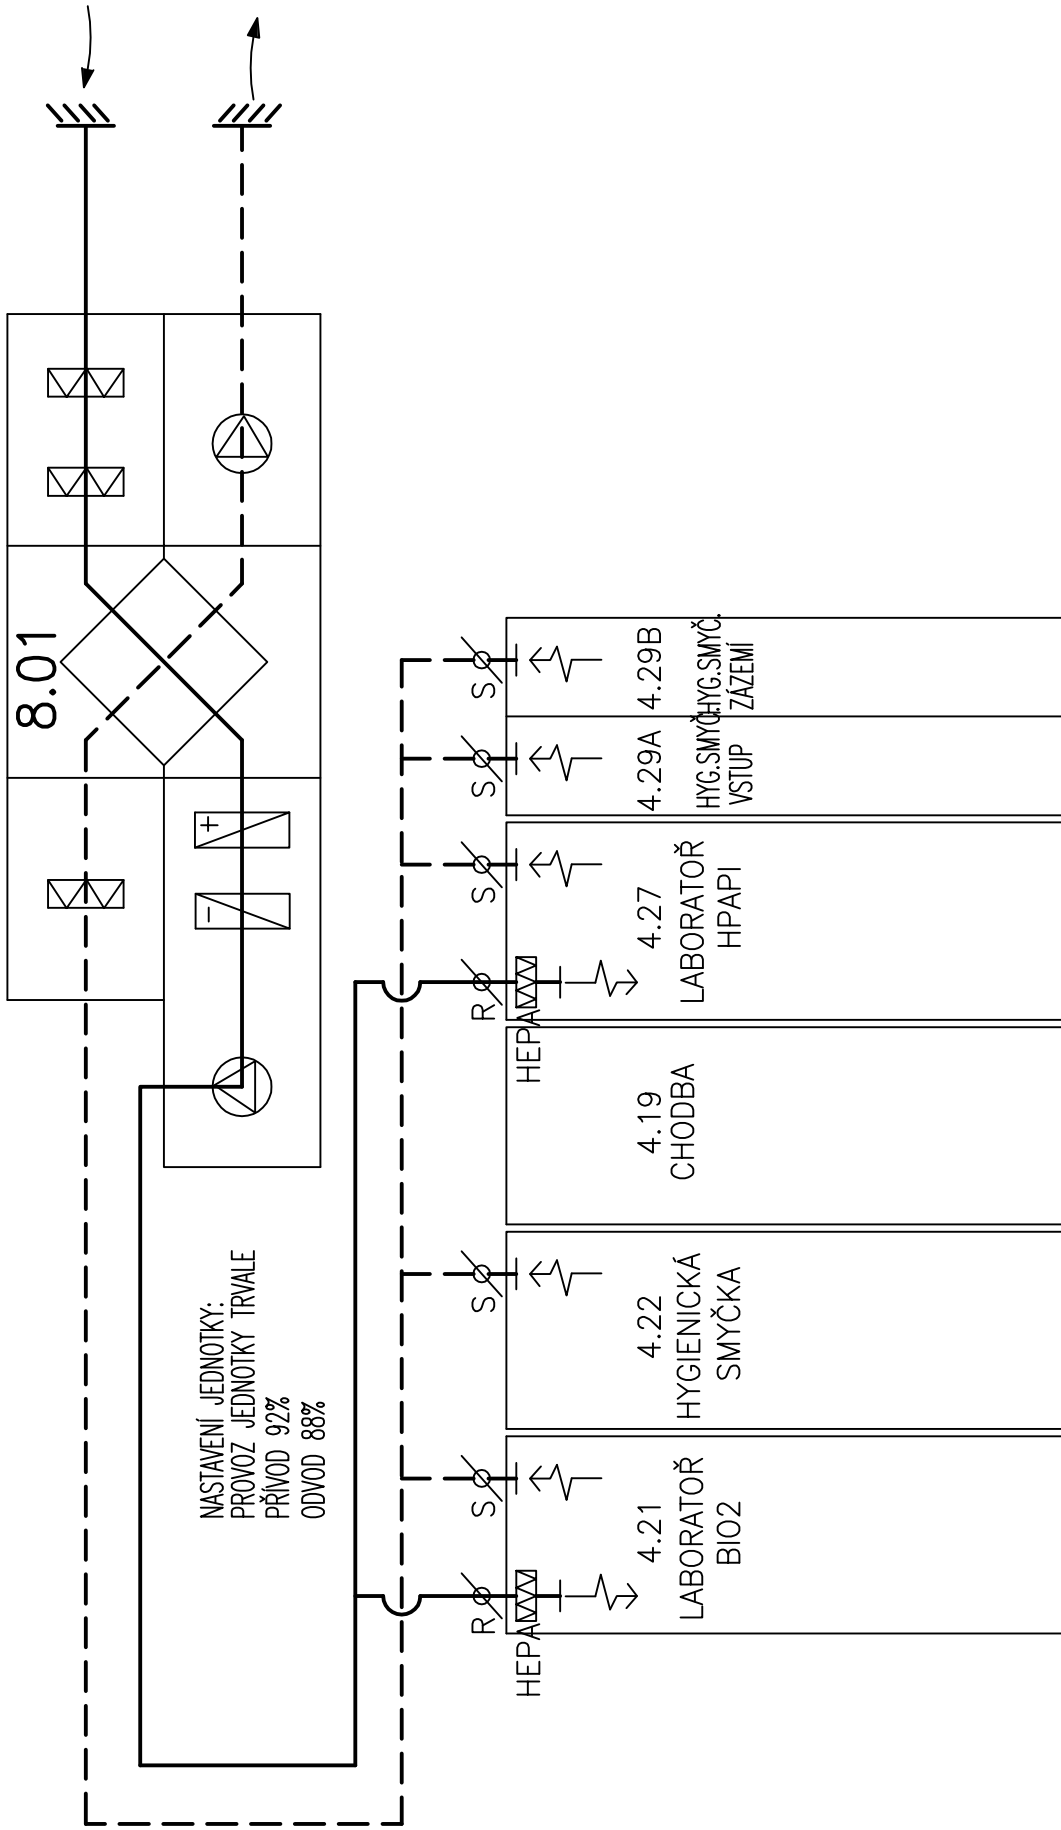 8.01
NASTAVENÍ JEDNOTKY:
PROVOZ JEDNOTKY TRVALE
PŘÍVOD 92%
ODVOD 88%
R
HEPA
S
4.21
LABORATOŘ
BIO2
S
4.22
HYGIENICKÁ
SMYČKA
4.19
CHODBA
R
HEPA
S
4.27
LABORATOŘ
HPAPI
S
4.29A
HYG.SMYČ.
VSTUP
S
4.29B
HYG.SMYČ.
ZÁZEMÍ
+
−